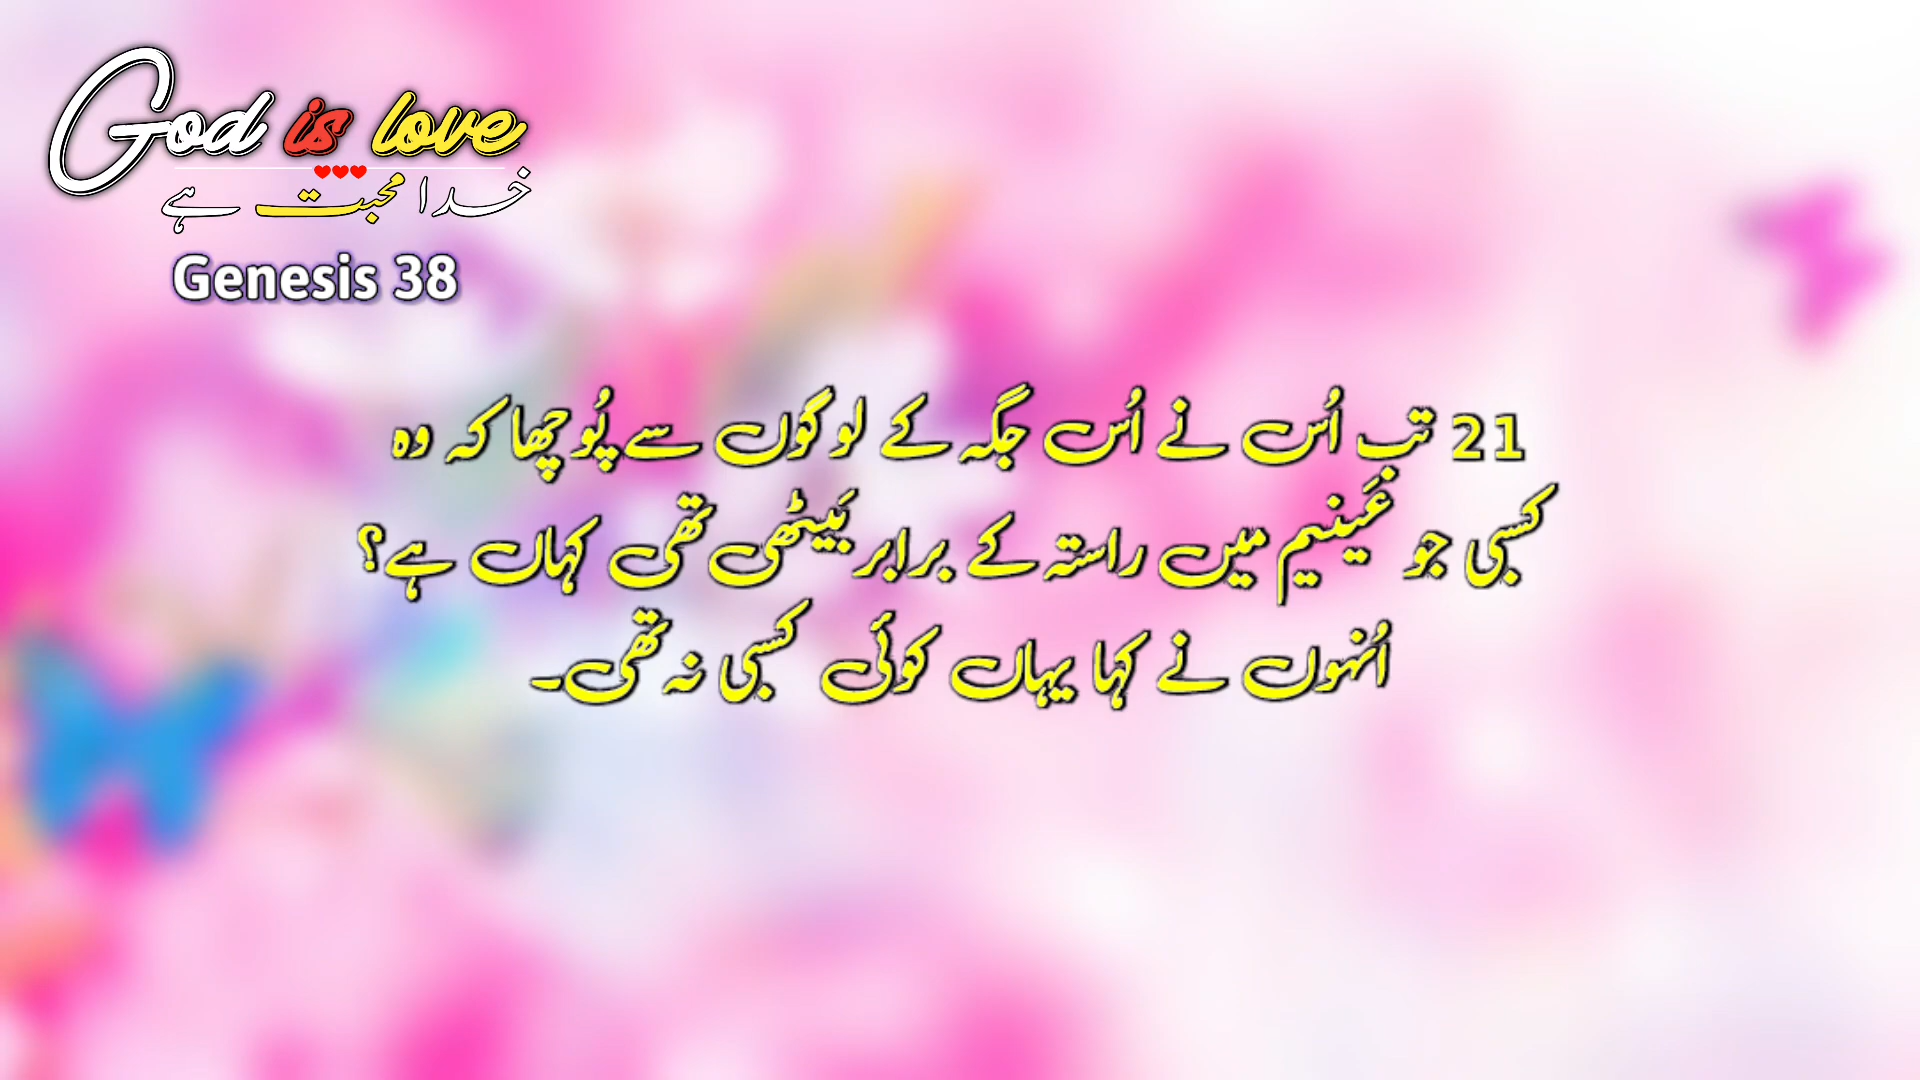 God is love
خدا محبت ہے
Genesis 38
21 تب اُس نے اُس جگہ کے لوگوں سے پُوچھا کہ وہ
کسبی جو عَینیم میں راستہ کے برابر بَیٹھی تھی کہاں ہے؟
اُنہوں نے کہا یہاں کوئی کسبی نہ تھی۔